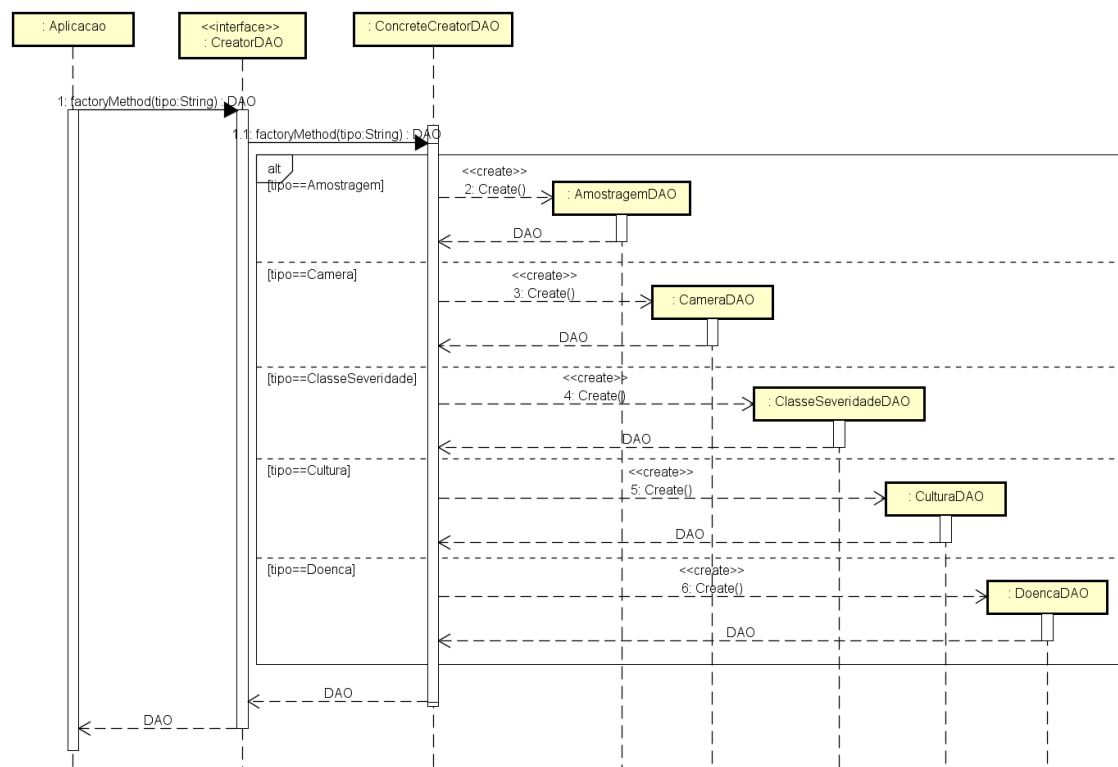 : Aplicacao
<<interface>>
: CreatorDAO
: ConcreteCreatorDAO
1: factoryMethod(tipo:String) : DAO
1.1: factoryMethod(tipo:String) : DAO
alt
[tipo==Amostragem]
<<create>>
2: Create()
: AmostragemDAO
DAO
[tipo==Camera]
<<create>>
3: Create()
: CameraDAO
DAO
[tipo==ClasseSeveridade]
<<create>>
4: Create()
: ClasseSeveridadeDAO
DAO
[tipo==Cultura]
<<create>>
5: Create()
: CulturaDAO
DAO
[tipo==Doenca]
<<create>>
6: Create()
: DoencaDAO
DAO
DAO
DAO